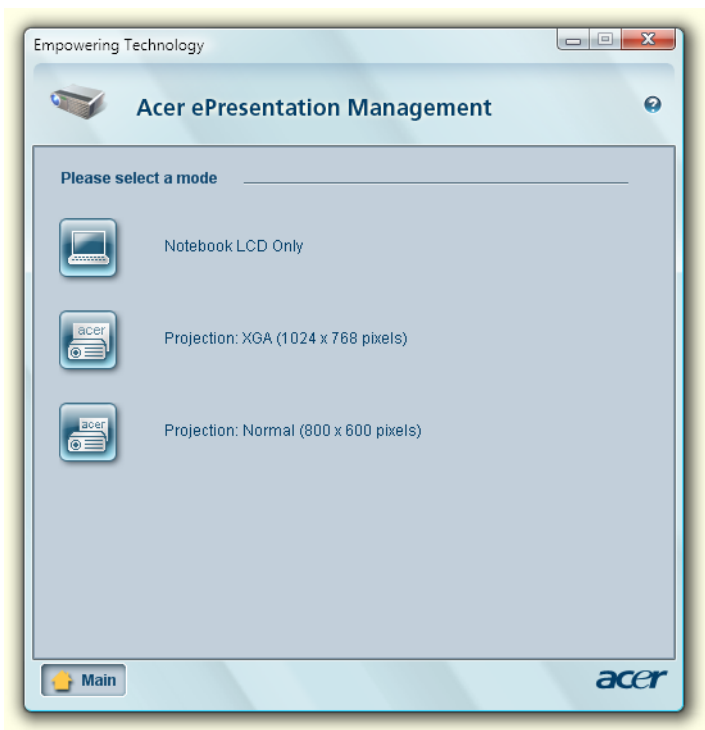 Empowering Technology
Acer ePresentation Management
Please select a mode
Notebook LCD Only
acer
Projection: XGA (1024 x 768 pixels)
acer
Projection: Normal (800 x 600 pixels)
Main
acer